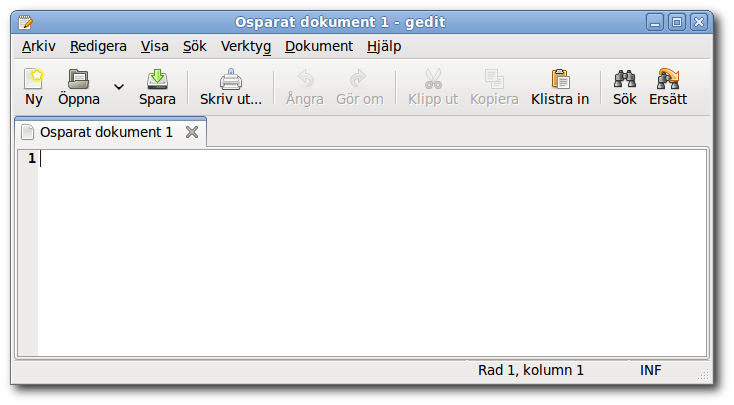 Osparat dokument 1 - gedit
Arkiv Redigera Visa Sök Verktyg Dokument Hjälp
Ny Öppna Spara Skriv ut... Ångra Gör om Klipp ut Kopiera Klistra in Sök Ersätt
Osparat dokument 1
1
Rad 1, kolumn 1 INF